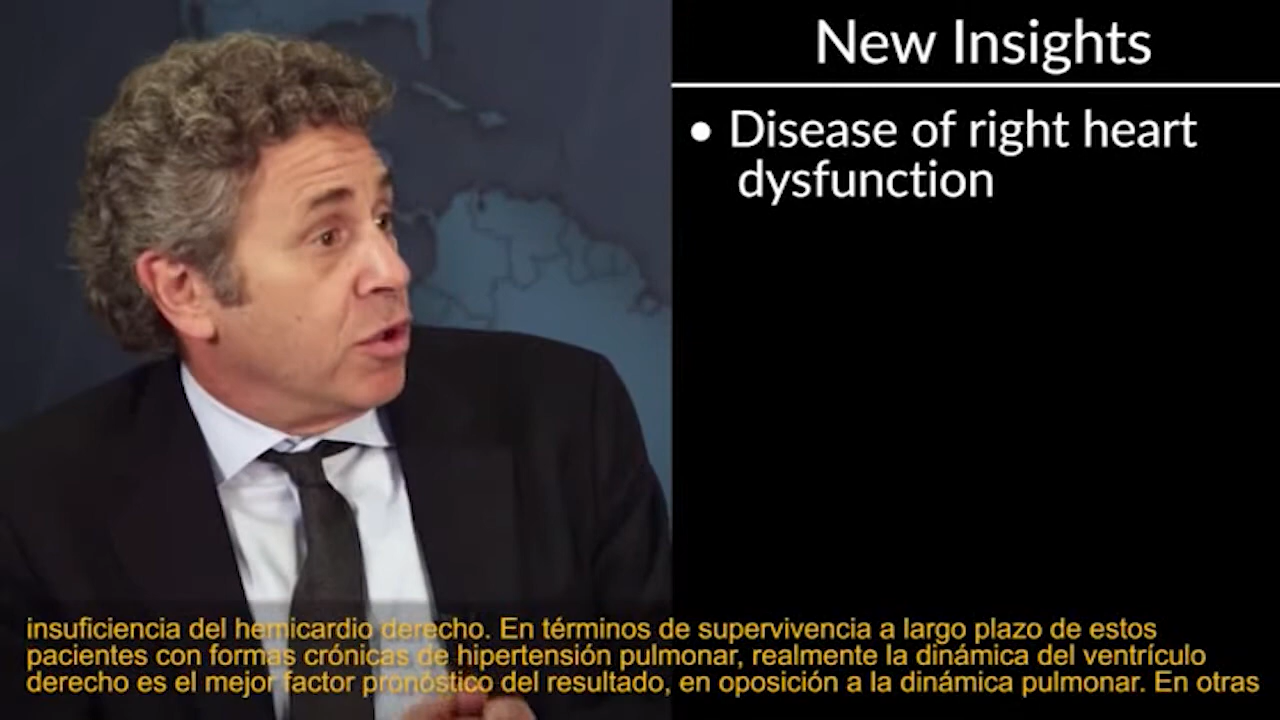 New Insights
• Disease of right heart
dysfunction
insuficiencia del hemicardio derecho. En términos de supervivencia a largo plazo de estos
pacientes con formas crónicas de hipertensión pulmonar, realmente la dinámica del ventrículo
derecho es el mejor factor pronóstico del resultado, en oposición a la dinámica pulmonar. En otras